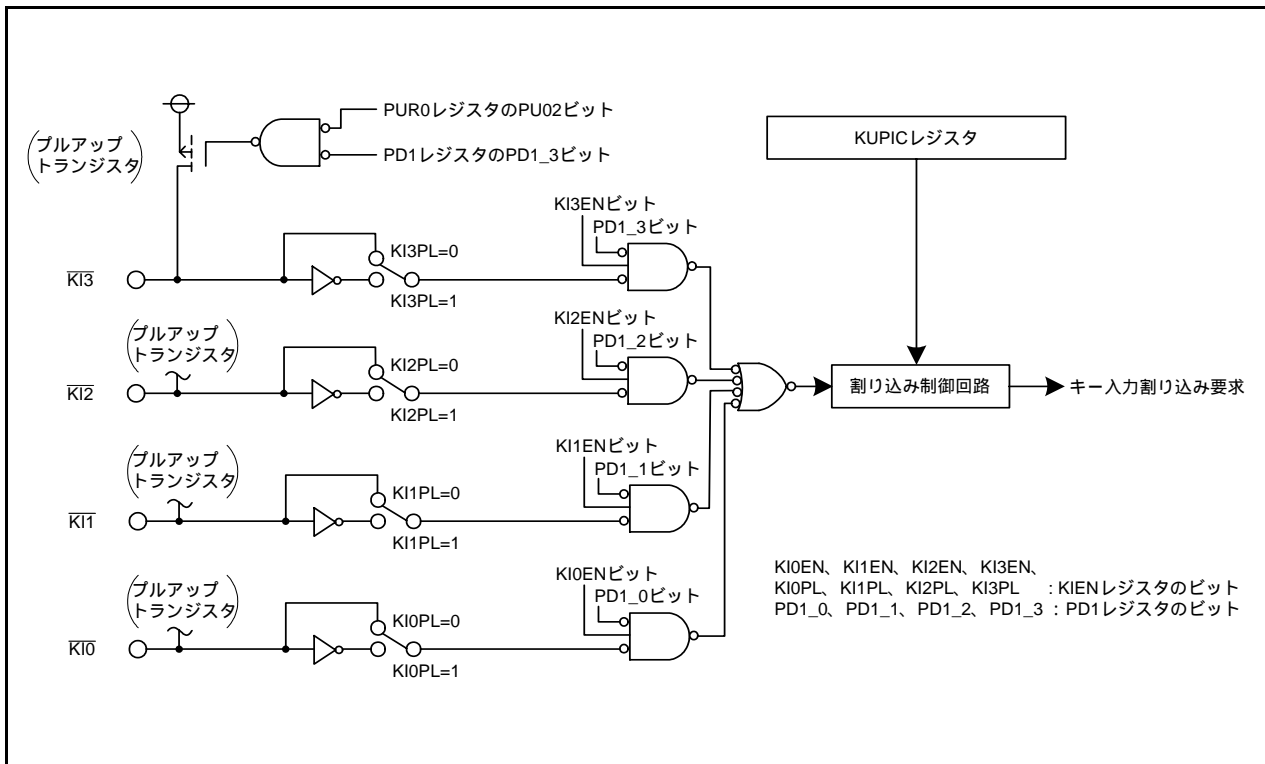 PUR0レジスタのPU02ビット
PD1レジスタのPD1_3ビット
プルアップ
トランジスタ
KUPICレジスタ
KI3ENビット
PD1_3ビット
KI3PL=0
KI3
KI3PL=1
プルアップ
トランジスタ
KI2ENビット
PD1_2ビット
KI2PL=0
KI2
KI2PL=1
割り込み制御回路
キー入力割り込み要求
プルアップ
トランジスタ
KI1ENビット
PD1_1ビット
KI1PL=0
KI1
KI1PL=1
プルアップ
トランジスタ
KI0ENビット
PD1_0ビット
KI0PL=0
KI0
KI0PL=1
KI0EN、KI1EN、KI2EN、KI3EN、
KI0PL、KI1PL、KI2PL、KI3PL : KIENレジスタのビット
PD1_0、PD1_1、PD1_2、PD1_3 : PD1レジスタのビット